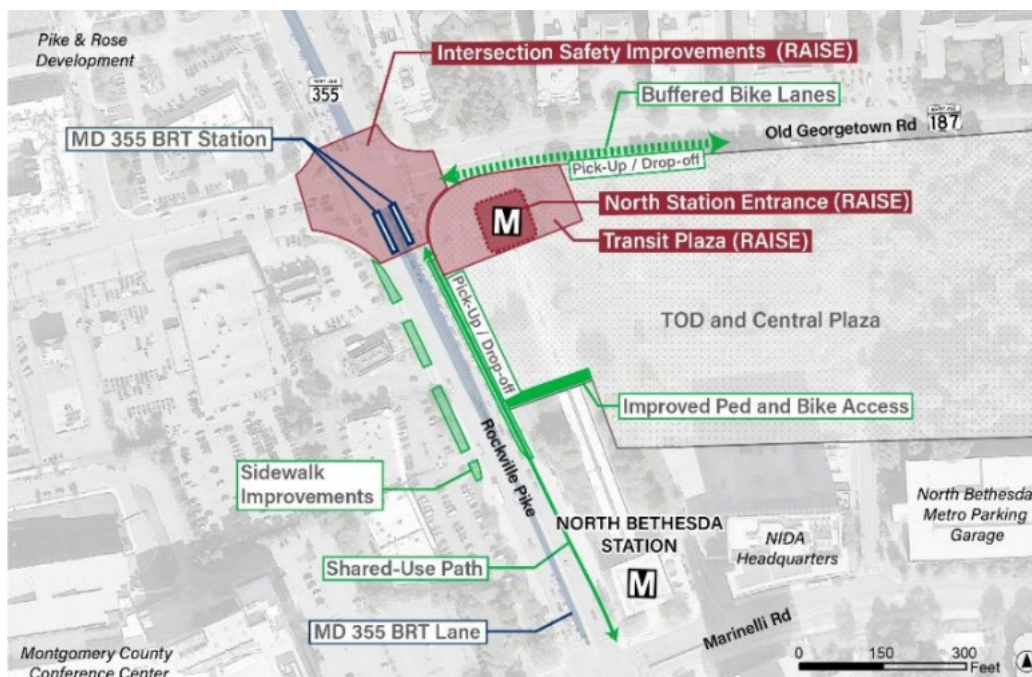 Pike & Rose
Development
355
Intersection Safety Improvements (RAISE)
Buffered Bike Lanes
MD 355 BRT Station
Old Georgetown Rd
187
Pick-Up / Drop-off
M
North Station Entrance (RAISE)
Transit Plaza (RAISE)
Pick-Up / Drop-off
TOD and Central Plaza
Improved Ped and Bike Access
Rockville Pike
Sidewalk
Improvements
NORTH BETHESDA
STATION
M
NIDA
Headquarters
North Bethesda
Metro Parking
Garage
Shared-Use Path
MD 355 BRT Lane
Marinelli Rd
Montgomery County
Conference Center
0 150 300
Feet